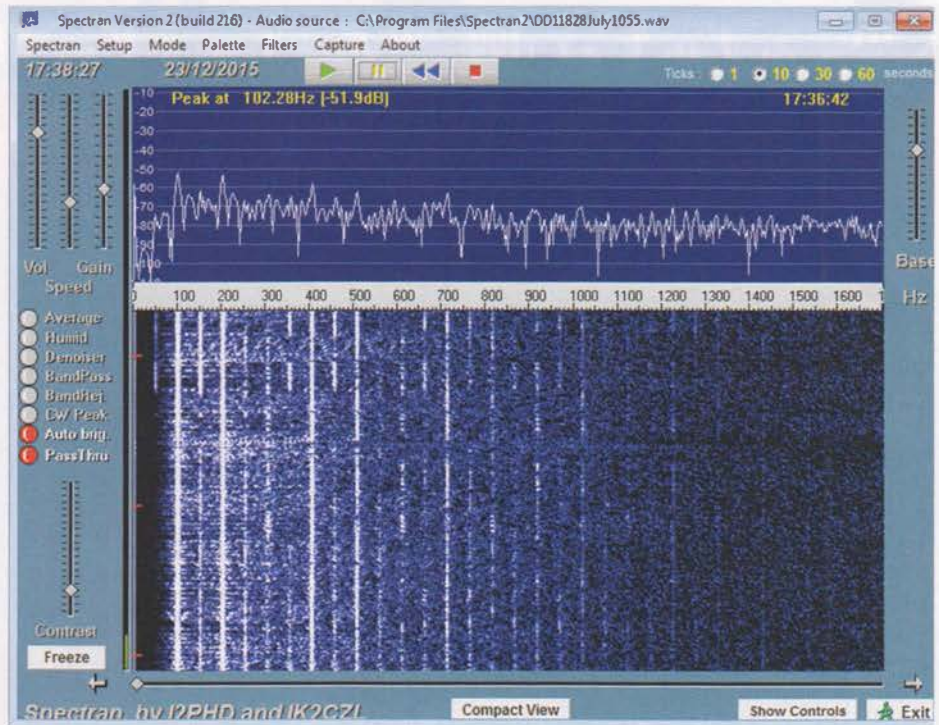 Spectran Version 2 (build 216) - Audio source : C:\Program Files\Spectran2\DD11828July1055.wav
Spectran Setup Mode Palette Filters Capture About
17:38:27 23/12/2015 Ticks : 1 10 30 60 seconds
Peak at 102.28Hz [-51.9dB] 17:36:42
-10
-20
-30
-40
-50
-60
-70
-80
-90
-100
Vol Gain
Speed
Base
100 200 300 400 500 600 700 800 900 1000 1100 1200 1300 1400 1500 1600 Hz
Average
Humid
Denoiser
BandPass
BandRej.
CW Peak
Auto brig.
PassThru
Contrast
Freeze
Spectran by I2PHD and IK2CZL
Compact View
Show Controls
Exit